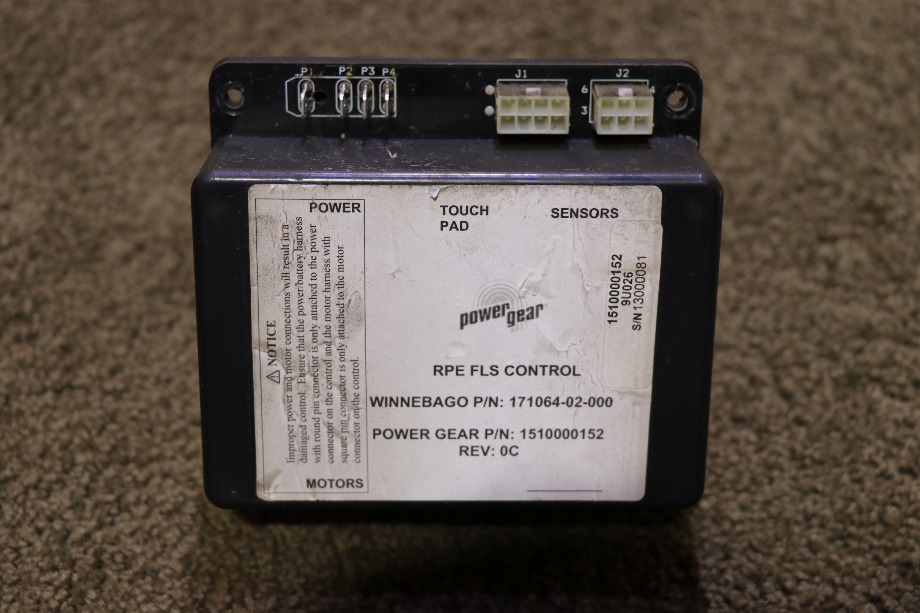 P1 P2 P3 P4
J1
J2
6
4
3
POWER
TOUCH
PAD
SENSORS
⚠ NOTICE
Improper power and motor connections will result in a
damaged control. Ensure that the power/battery harness
with round pin connector is only attached to the power
connector on the control and the motor harness with
square pin connector is only attached to the motor
connector on the control.
MOTORS
1510000152
9U026
S/N13000081
power gear
RPE FLS CONTROL
WINNEBAGO P/N: 171064-02-000
POWER GEAR P/N: 1510000152
REV: 0C